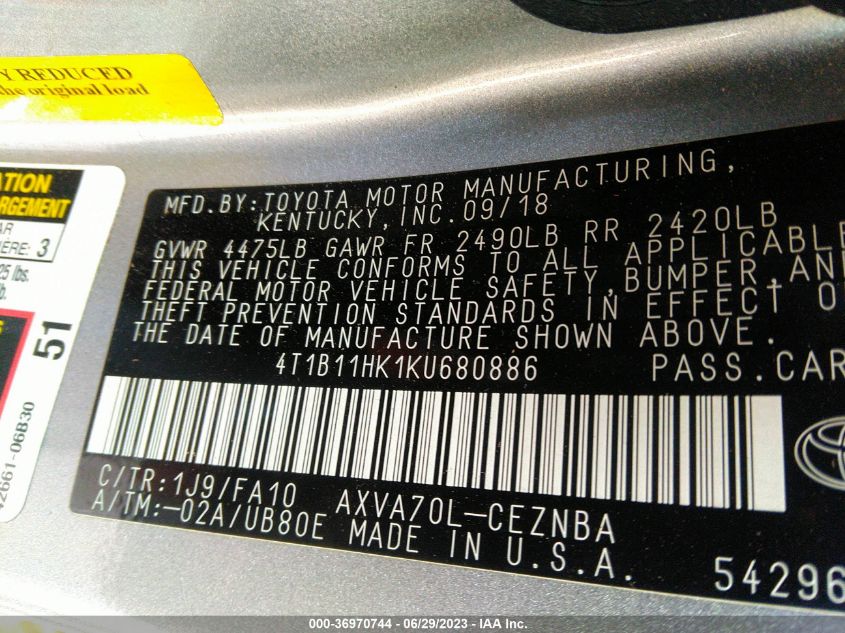 Y REDUCED
the original load
ATION
RGEMENT
AR
IÈRE: 3
25 lbs.
lb.
51
42661-06B30
MFD.BY:TOYOTA MOTOR MANUFACTURING,
KENTUCKY,INC.09/18
GVWR 4475LB GAWR FR 2490LB RR 2420LB
THIS VEHICLE CONFORMS TO ALL APPLICABLE
FEDERAL MOTOR VEHICLE SAFETY,BUMPER,AND
THEFT PREVENTION STANDARDS IN EFFECT O
THE DATE OF MANUFACTURE SHOWN ABOVE.
4T1B11HK1KU680886 PASS.CAR
C/TR:1J9/FA10 AXVA70L-CEZNBA
A/TM:-02A/UB80E MADE IN U.S.A.
54296
000-36970744 / 06/29/2023 - IAA Inc.